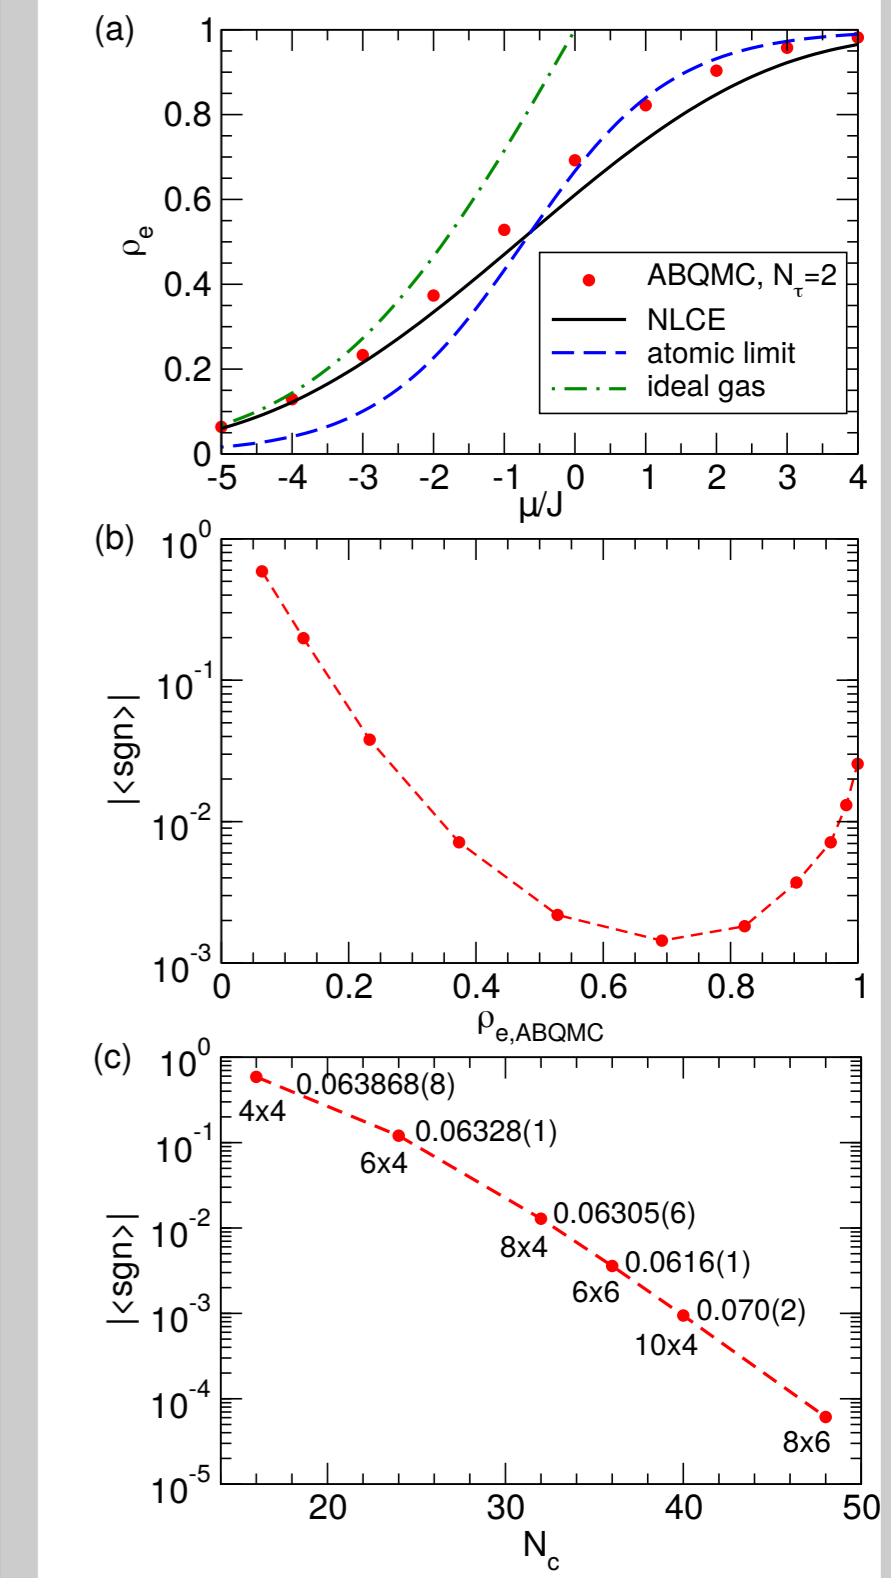 (a)
1
0.8
0.6
0.4
0.2
0
ρe
ABQMC, Nτ=2
NLCE
atomic limit
ideal gas
-5 -4 -3 -2 -1 0 1 2 3 4
μ/J
(b)
10^0
10^-1
10^-2
10^-3
|<sgn>|
0 0.2 0.4 0.6 0.8 1
ρe,ABQMC
(c)
10^0
10^-1
10^-2
10^-3
10^-4
10^-5
|<sgn>|
0.063868(8)
4x4
0.06328(1)
6x4
0.06305(6)
8x4
0.0616(1)
6x6
0.070(2)
10x4
8x6
20 30 40 50
Nc